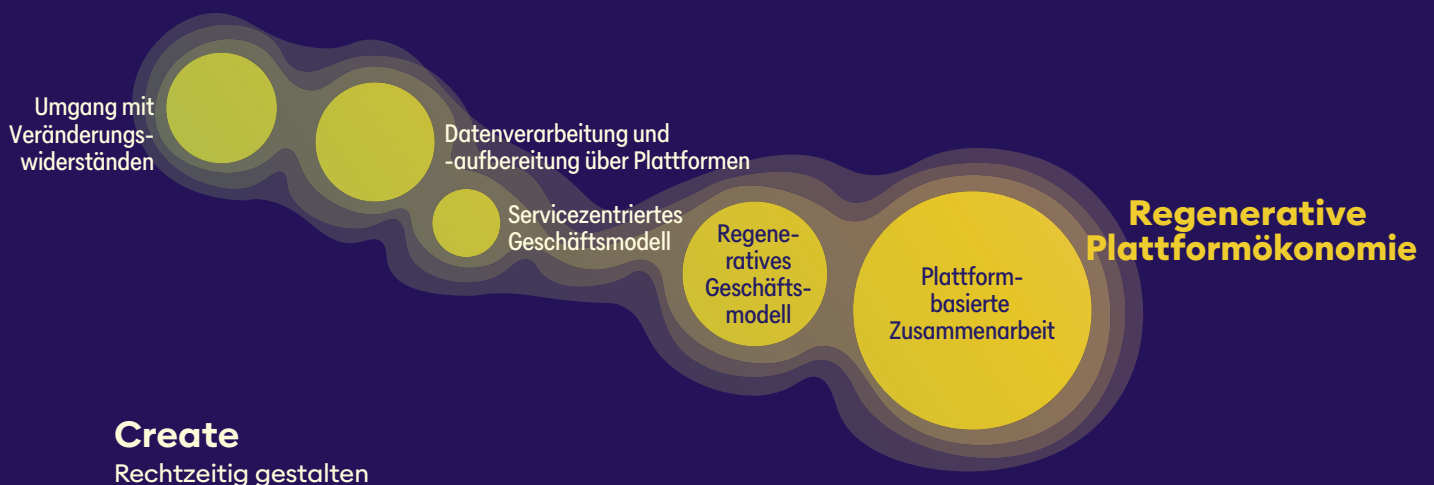 Umgang mit
Veränderungs-
widerständen
Datenverarbeitung und
-aufbereitung über Plattformen
Servicezentriertes
Geschäftsmodell
Regene-
ratives
Geschäfts-
modell
Plattform-
basierte
Zusammenarbeit
Regenerative
Plattformökonomie
Create
Rechtzeitig gestalten